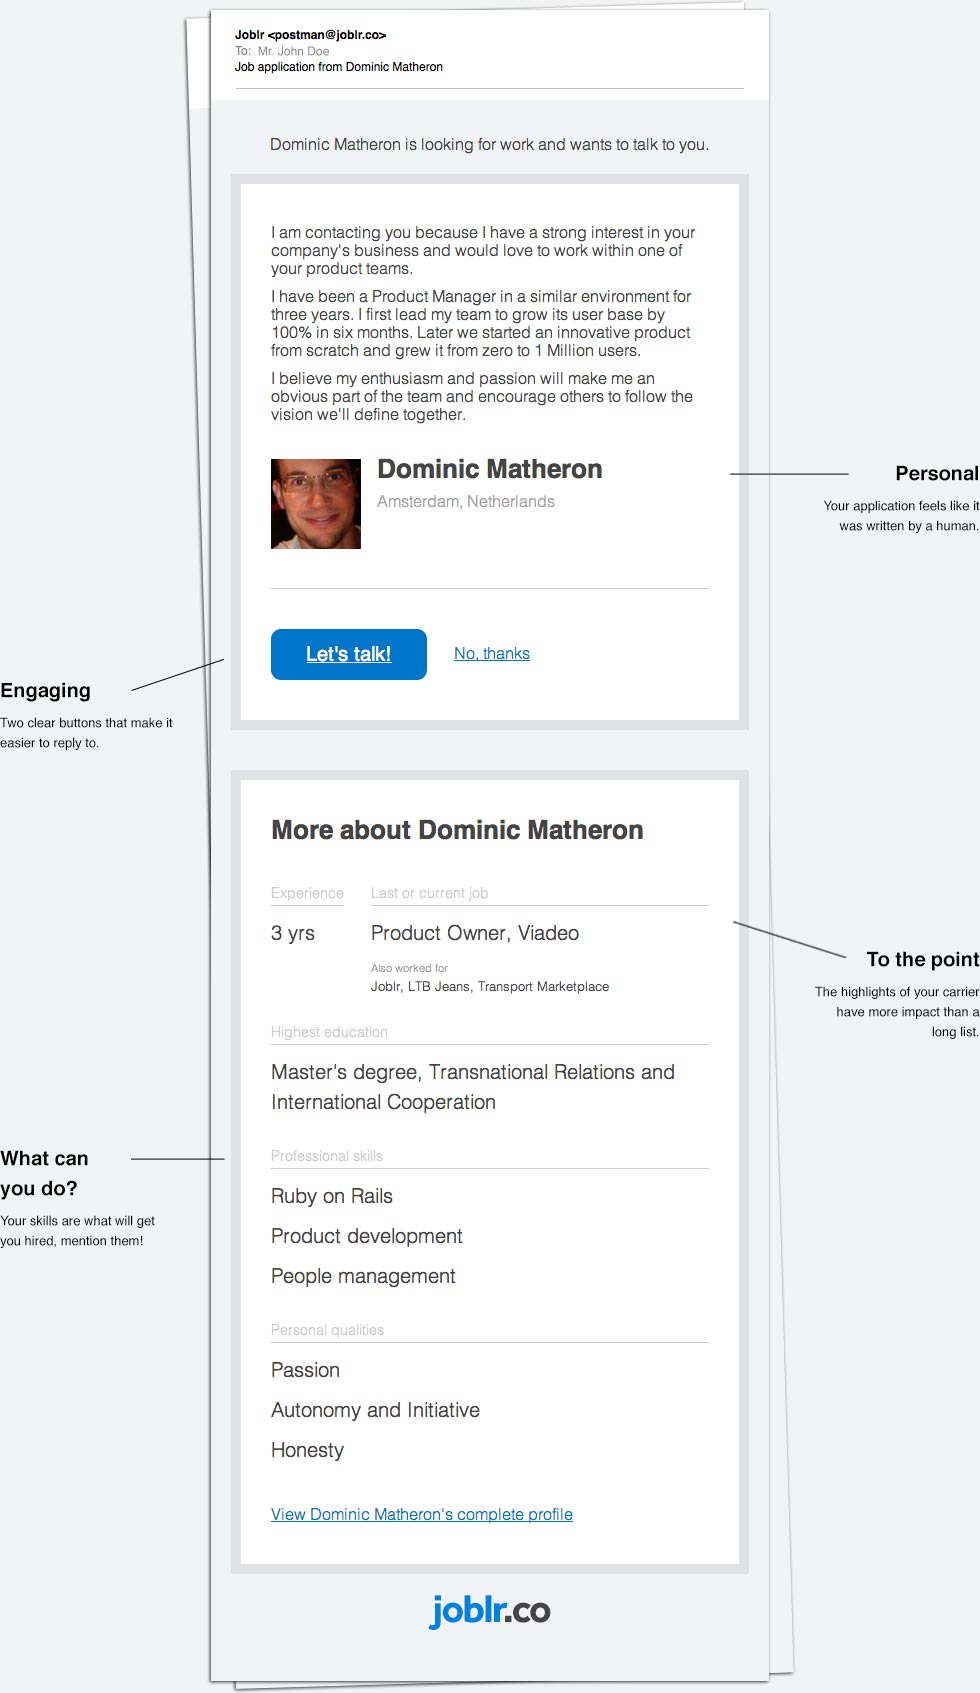 Joblr <postman@joblr.co>
To: Mr. John Doe
Job application from Dominic Matheron
Dominic Matheron is looking for work and wants to talk to you.
I am contacting you because I have a strong interest in your
company's business and would love to work within one of
your product teams.
I have been a Product Manager in a similar environment for
three years. I first lead my team to grow its user base by
100% in six months. Later we started an innovative product
from scratch and grew it from zero to 1 Million users.
I believe my enthusiasm and passion will make me an
obvious part of the team and encourage others to follow the
vision we'll define together.
Dominic Matheron
Amsterdam, Netherlands
Personal
Your application feels like it
was written by a human.
Let's talk!
No, thanks
Engaging
Two clear buttons that make it
easier to reply to.
More about Dominic Matheron
Experience
Last or current job
3 yrs
Product Owner, Viadeo
Also worked for
Joblr, LTB Jeans, Transport Marketplace
To the point
The highlights of your carrier
have more impact than a
long list.
Highest education
Master's degree, Transnational Relations and
International Cooperation
What can
you do?
Your skills are what will get
you hired, mention them!
Professional skills
Ruby on Rails
Product development
People management
Personal qualities
Passion
Autonomy and Initiative
Honesty
View Dominic Matheron's complete profile
joblr.co